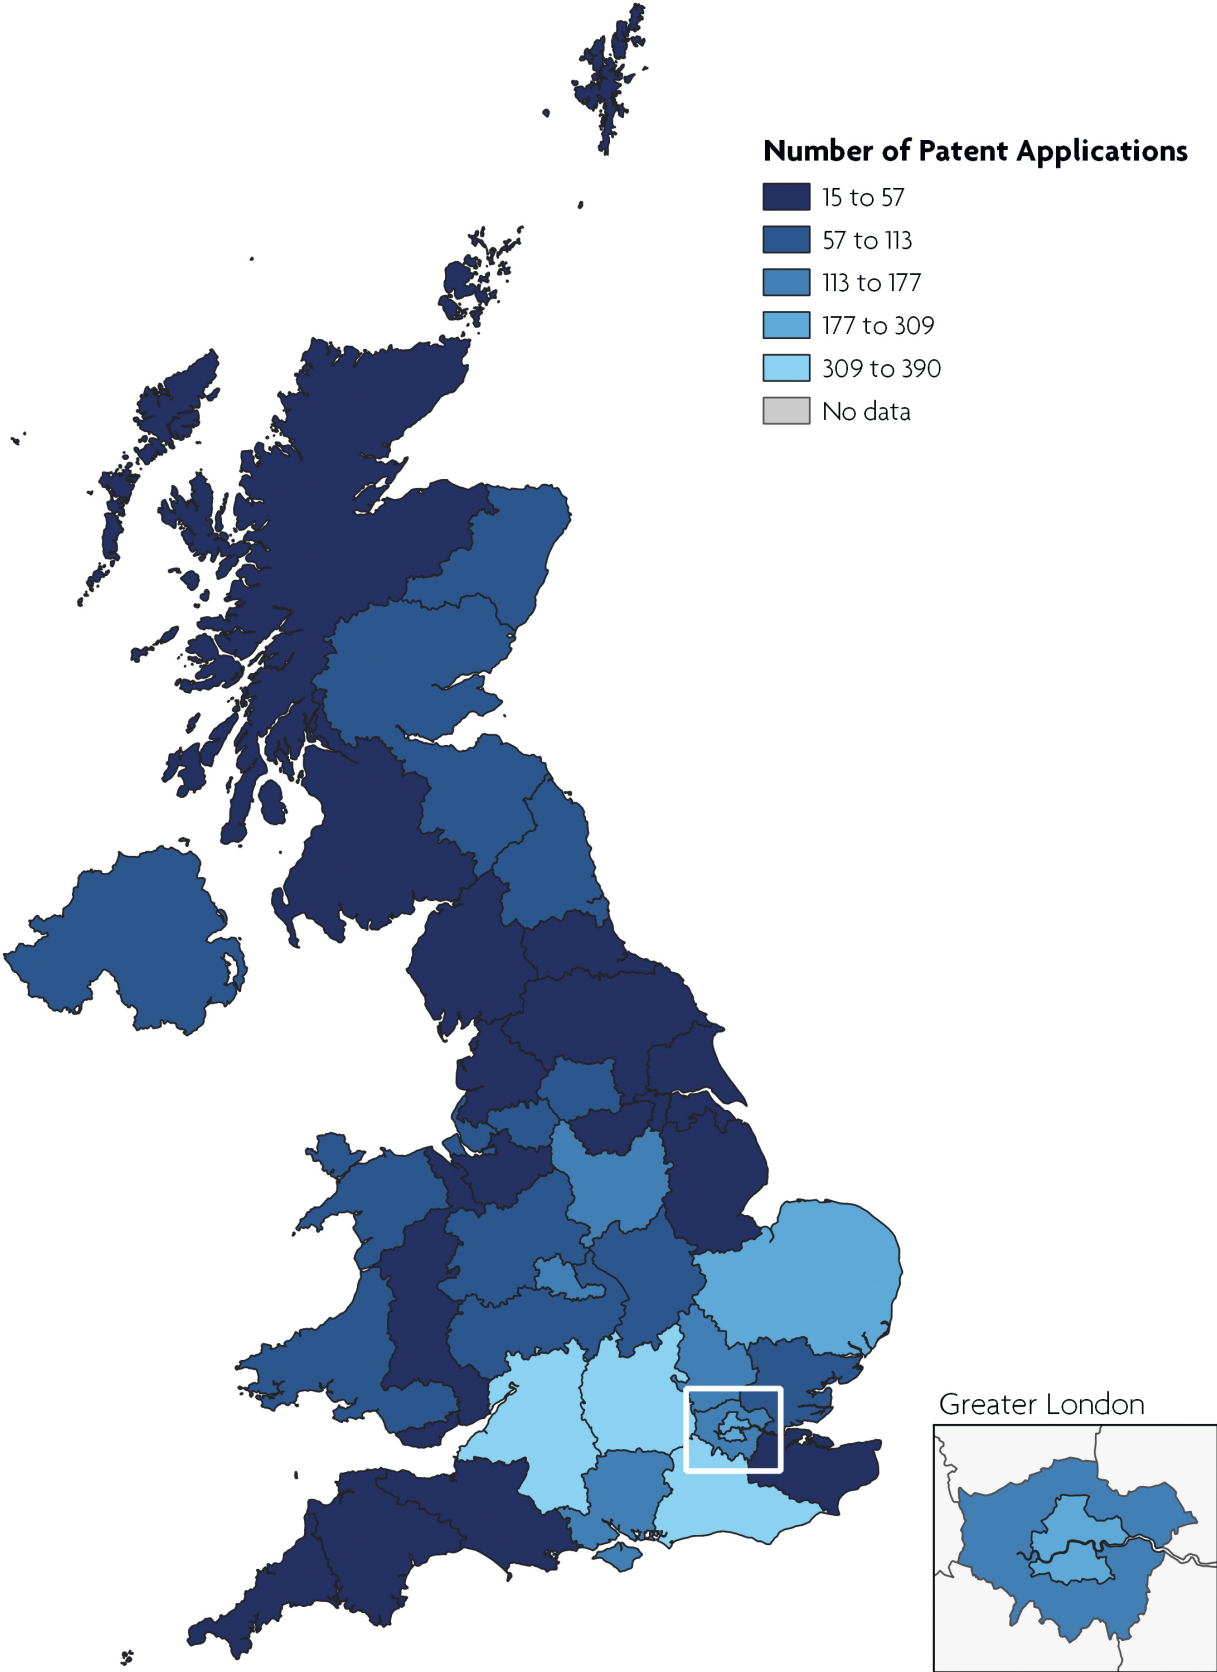 Number of Patent Applications
15 to 57
57 to 113
113 to 177
177 to 309
309 to 390
No data
Greater London